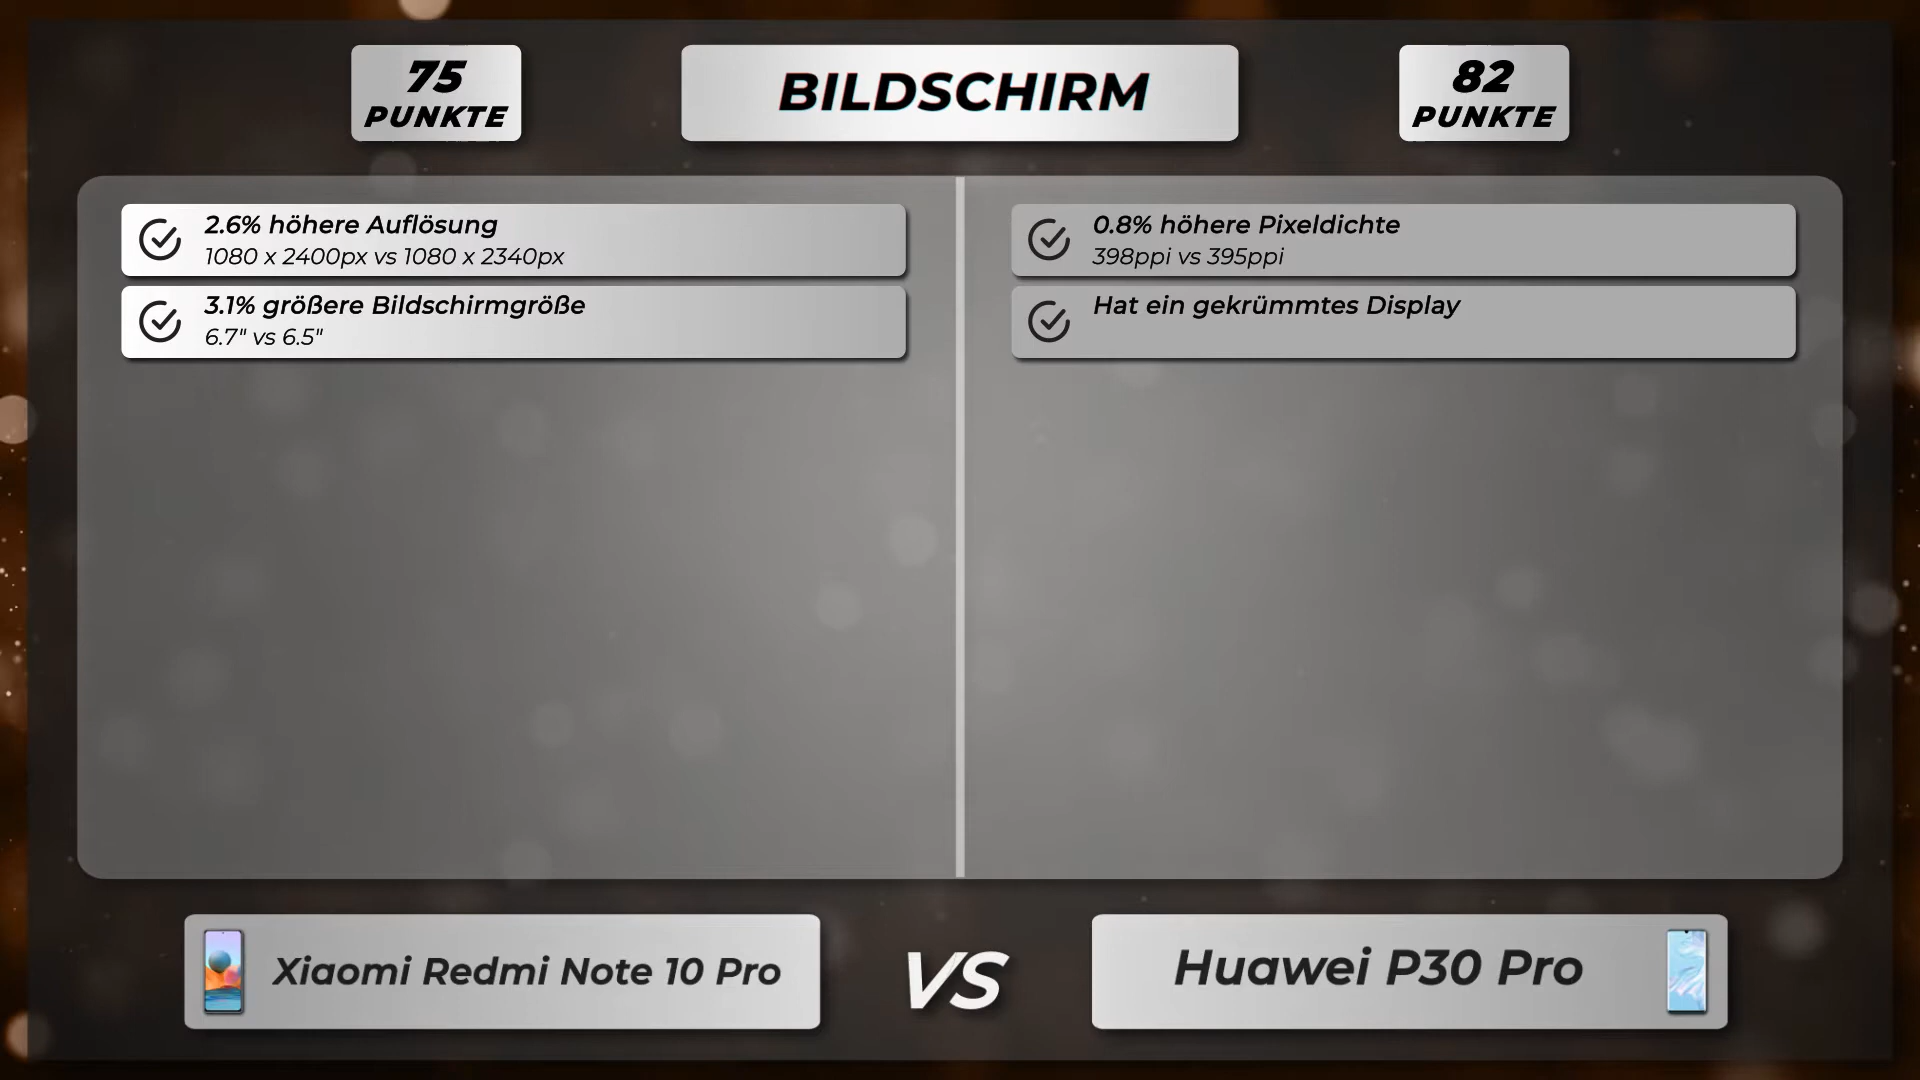 75
PUNKTE
BILDSCHIRM
82
PUNKTE
2.6% höhere Auflösung
1080 x 2400px vs 1080 x 2340px
3.1% größere Bildschirmgröße
6.7" vs 6.5"
0.8% höhere Pixeldichte
398ppi vs 395ppi
Hat ein gekrümmtes Display
Xiaomi Redmi Note 10 Pro
VS
Huawei P30 Pro